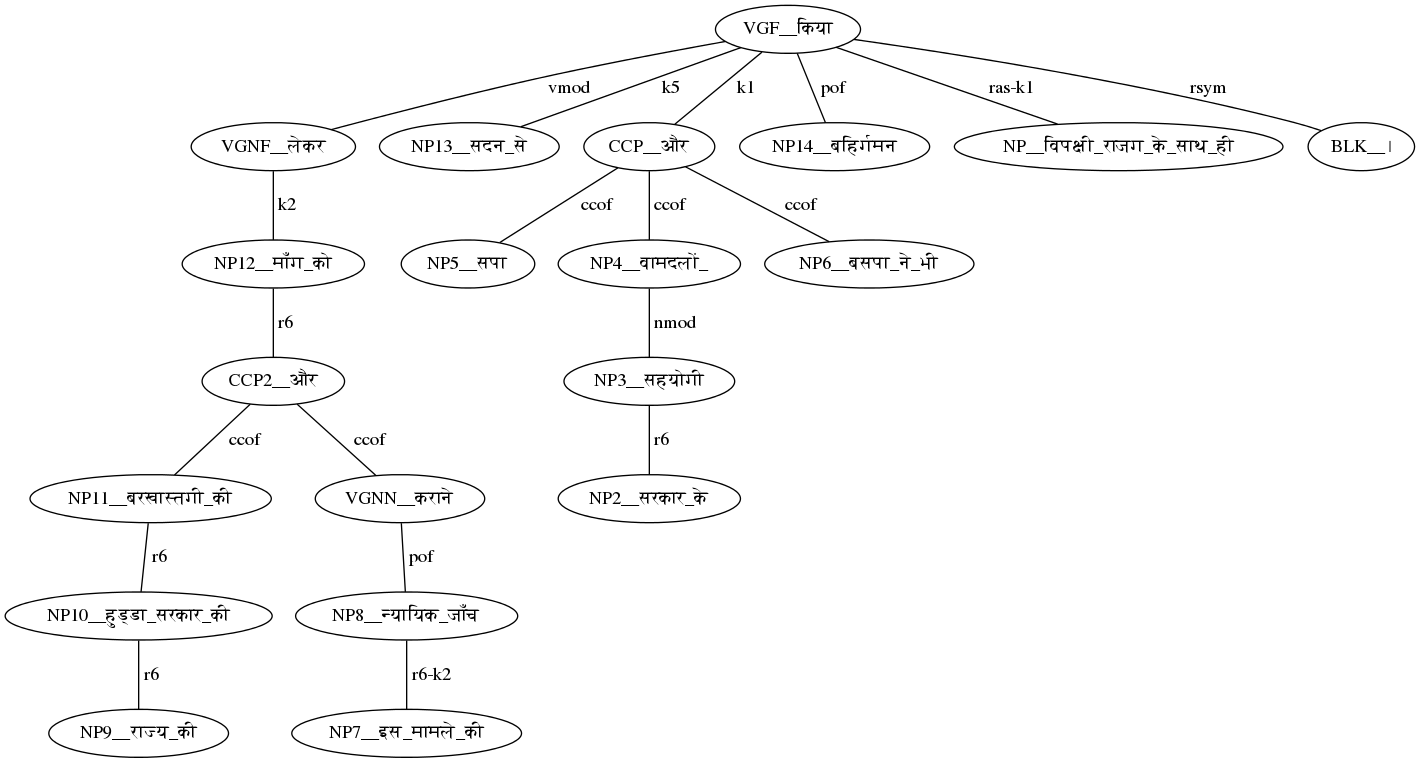 VGF__किया
vmod k5 k1 pof ras-k1 rsym
VGNF__लेकर NP13__सदन_से CCP__और NP14__बहिर्गमन NP__विपक्षी_राजग_के_साथ_ही BLK__।
k2 ccof ccof ccof
NP12__माँग_को NP5__सपा NP4__वामदलों_ NP6__बसपा_ने_भी
r6 nmod
CCP2__और NP3__सहयोगी
ccof ccof r6
NP11__बरखास्तगी_की VGNN__कराने NP2__सरकार_के
r6 pof
NP10__हुड्डा_सरकार_की NP8__न्यायिक_जाँच
r6 r6-k2
NP9__राज्य_की NP7__इस_मामले_की